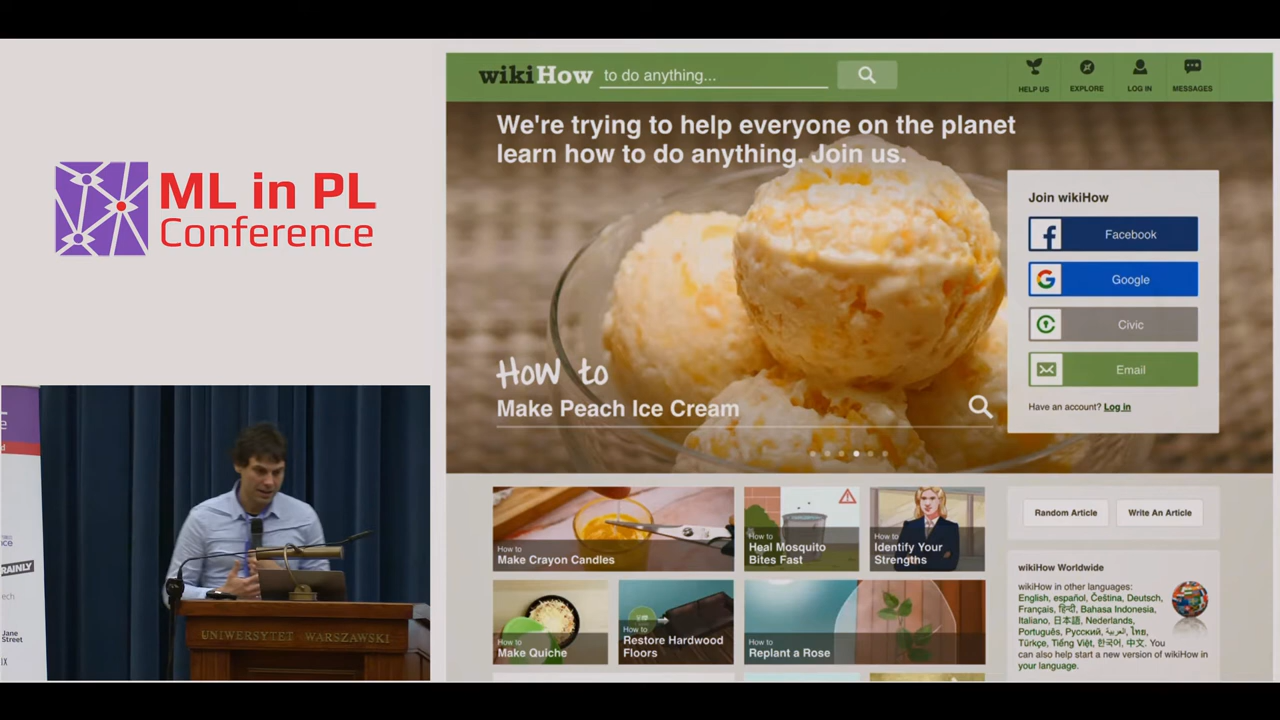 ML in PL
Conference
wikiHow to do anything...
HELP US
EXPLORE
LOG IN
MESSAGES
We're trying to help everyone on the planet
learn how to do anything. Join us.
How to
Make Peach Ice Cream
Join wikiHow
Facebook
Google
Civic
Email
Have an account? Log in
How to
Make Crayon Candles
How to
Heal Mosquito
Bites Fast
How to
Identify Your
Strengths
How to
Make Quiche
How to
Restore Hardwood
Floors
How to
Replant a Rose
Random Article
Write An Article
wikiHow Worldwide
wikiHow in other languages:
English, español, Čeština, Deutsch,
Français, हिन्दी, Bahasa Indonesia,
Italiano, 日本語, Nederlands,
Português, Русский, العربية, ไทย,
Türkçe, Tiếng Việt, 한국어, 中文. You
can also help start a new version of wikiHow in
your language.
UNIWERSYTET WARSZAWSKI
Jane
Street